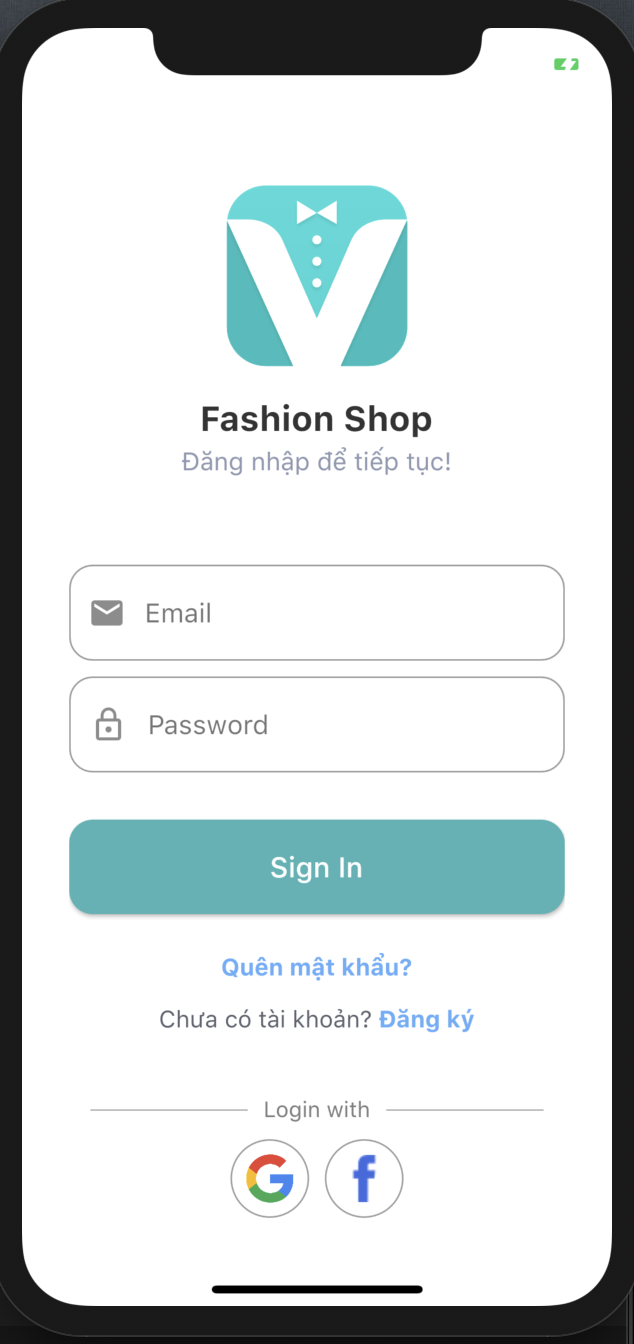 Fashion Shop
Đăng nhập để tiếp tục!
Email
Password
Sign In
Quên mật khẩu?
Chưa có tài khoản? Đăng ký
Login with